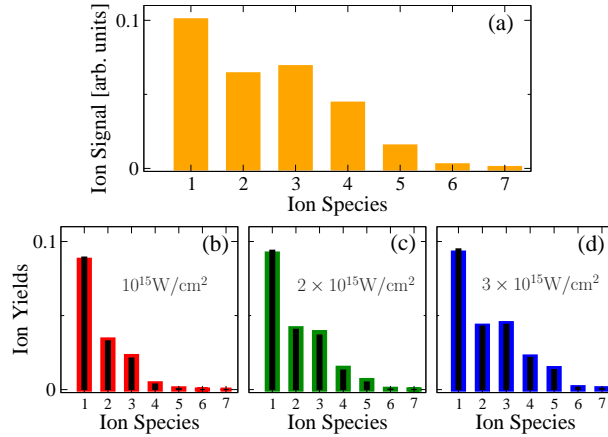 (a)
Ion Signal [arb. units]
0.1
0
1 2 3 4 5 6 7
Ion Species
(b)
Ion Yields
0.1
0
10¹⁵W/cm²
1 2 3 4 5 6 7
Ion Species
(c)
2 × 10¹⁵W/cm²
1 2 3 4 5 6 7
Ion Species
(d)
3 × 10¹⁵W/cm²
1 2 3 4 5 6 7
Ion Species